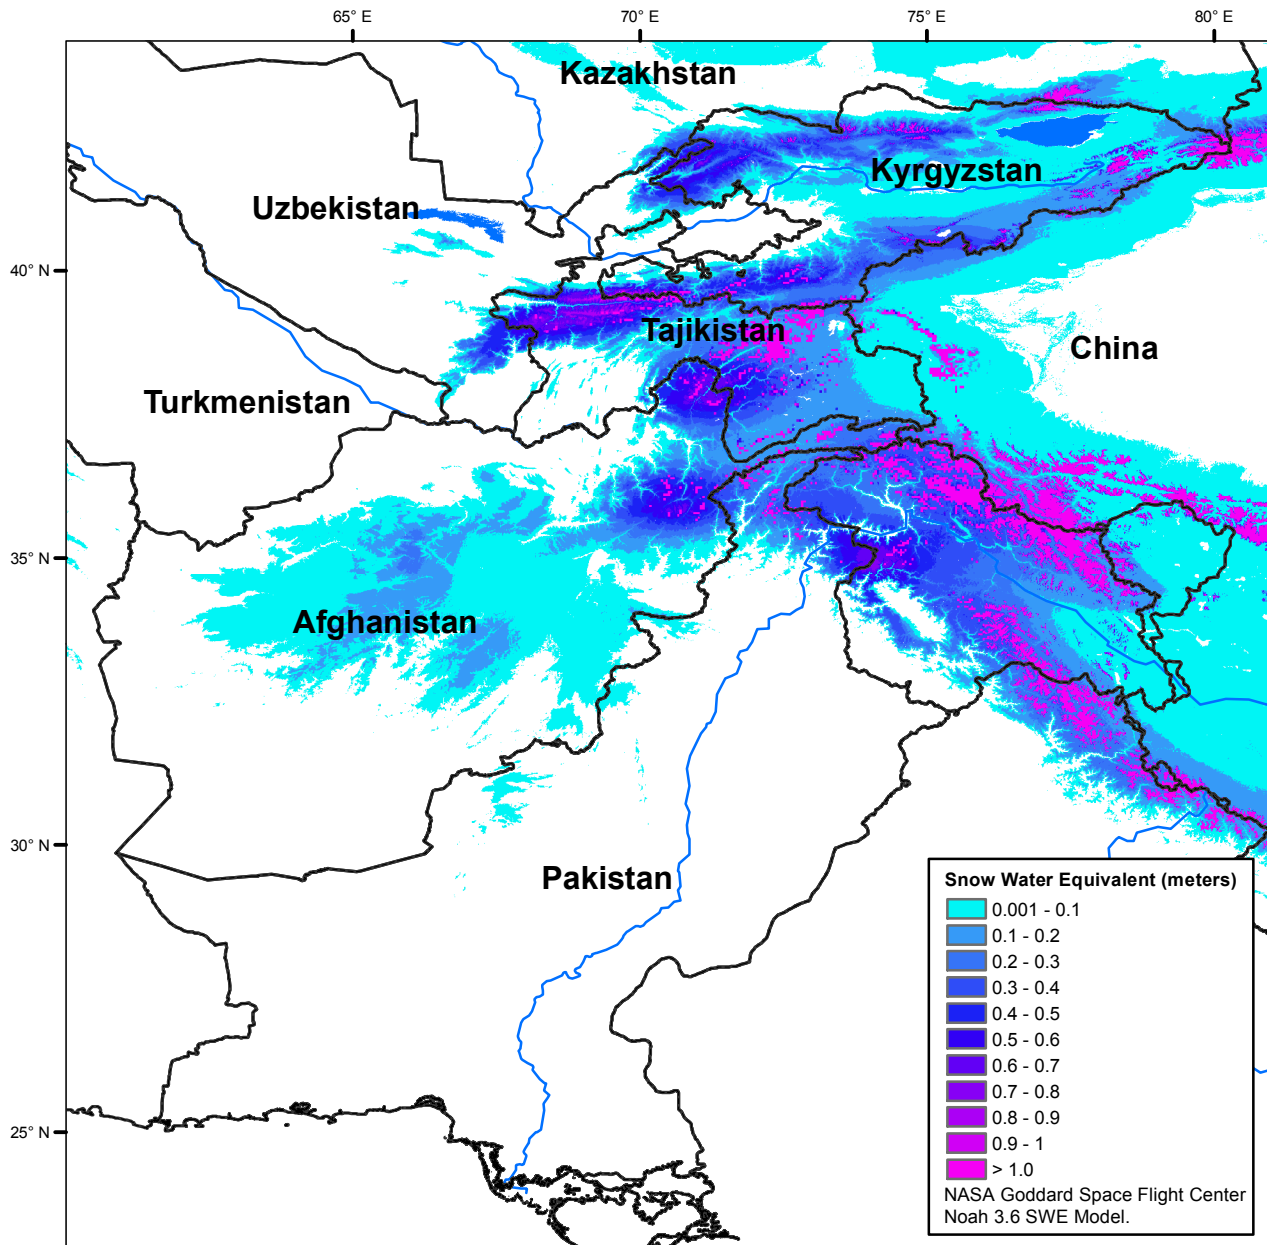 65° E
70° E
75° E
80° E
Kazakhstan
Kyrgyzstan
Uzbekistan
40° N
Tajikistan
China
Turkmenistan
35° N
Afghanistan
30° N
Pakistan
25° N
Snow Water Equivalent (meters)
0.001 - 0.1
0.1 - 0.2
0.2 - 0.3
0.3 - 0.4
0.4 - 0.5
0.5 - 0.6
0.6 - 0.7
0.7 - 0.8
0.8 - 0.9
0.9 - 1
> 1.0
NASA Goddard Space Flight Center
Noah 3.6 SWE Model.